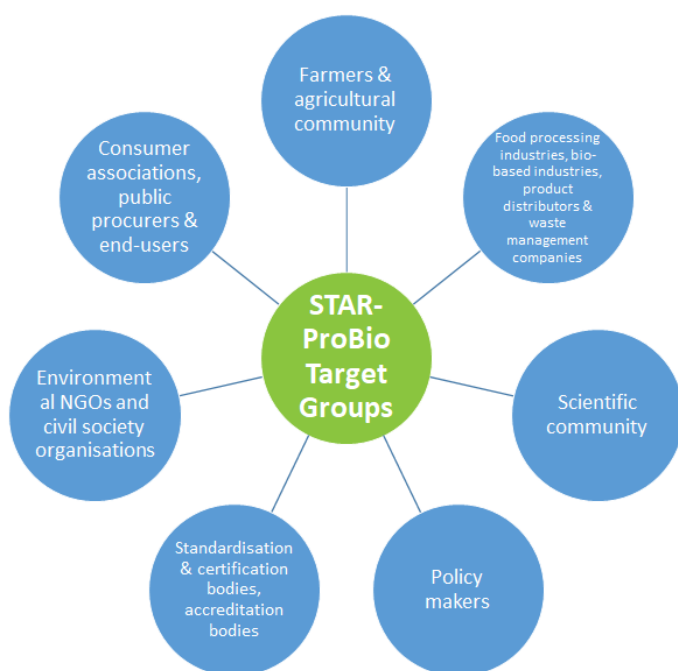 Farmers &
agricultural
community
Food processing
industries, bio-
based industries,
product
distributors &
waste
management
companies
Scientific
community
Policy
makers
Standardisation
& certification
bodies,
accreditation
bodies
Environment
al NGOs and
civil society
organisations
Consumer
associations,
public
procurers &
end-users
STAR-
ProBio
Target
Groups